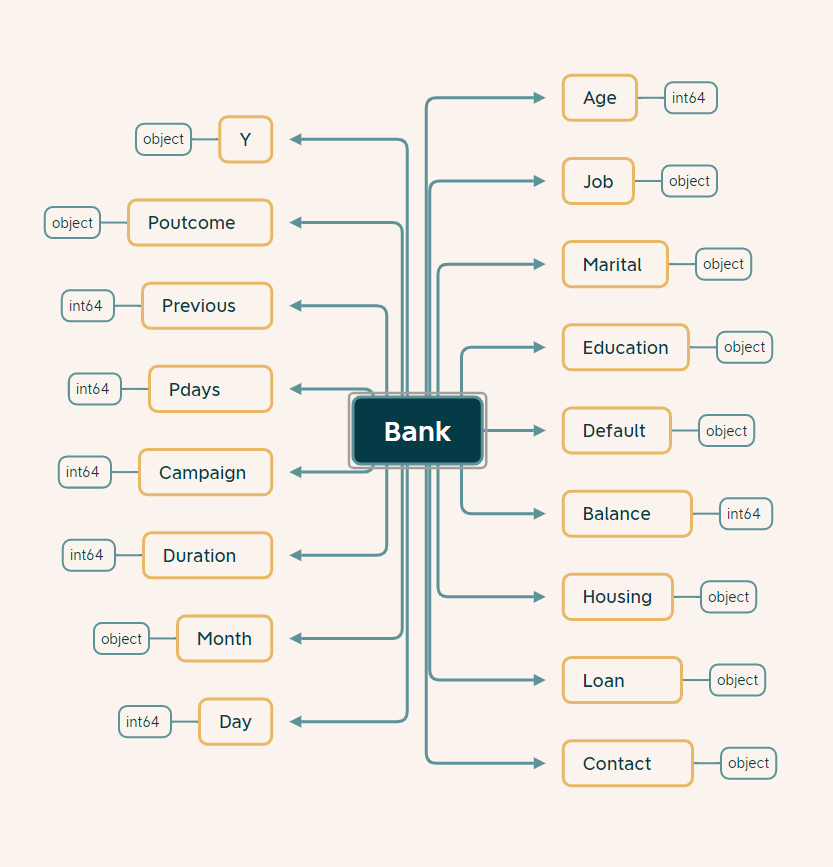 Bank
Age int64
Job object
Marital object
Education object
Default object
Balance int64
Housing object
Loan object
Contact object
object Y
object Poutcome
int64 Previous
int64 Pdays
int64 Campaign
int64 Duration
object Month
int64 Day